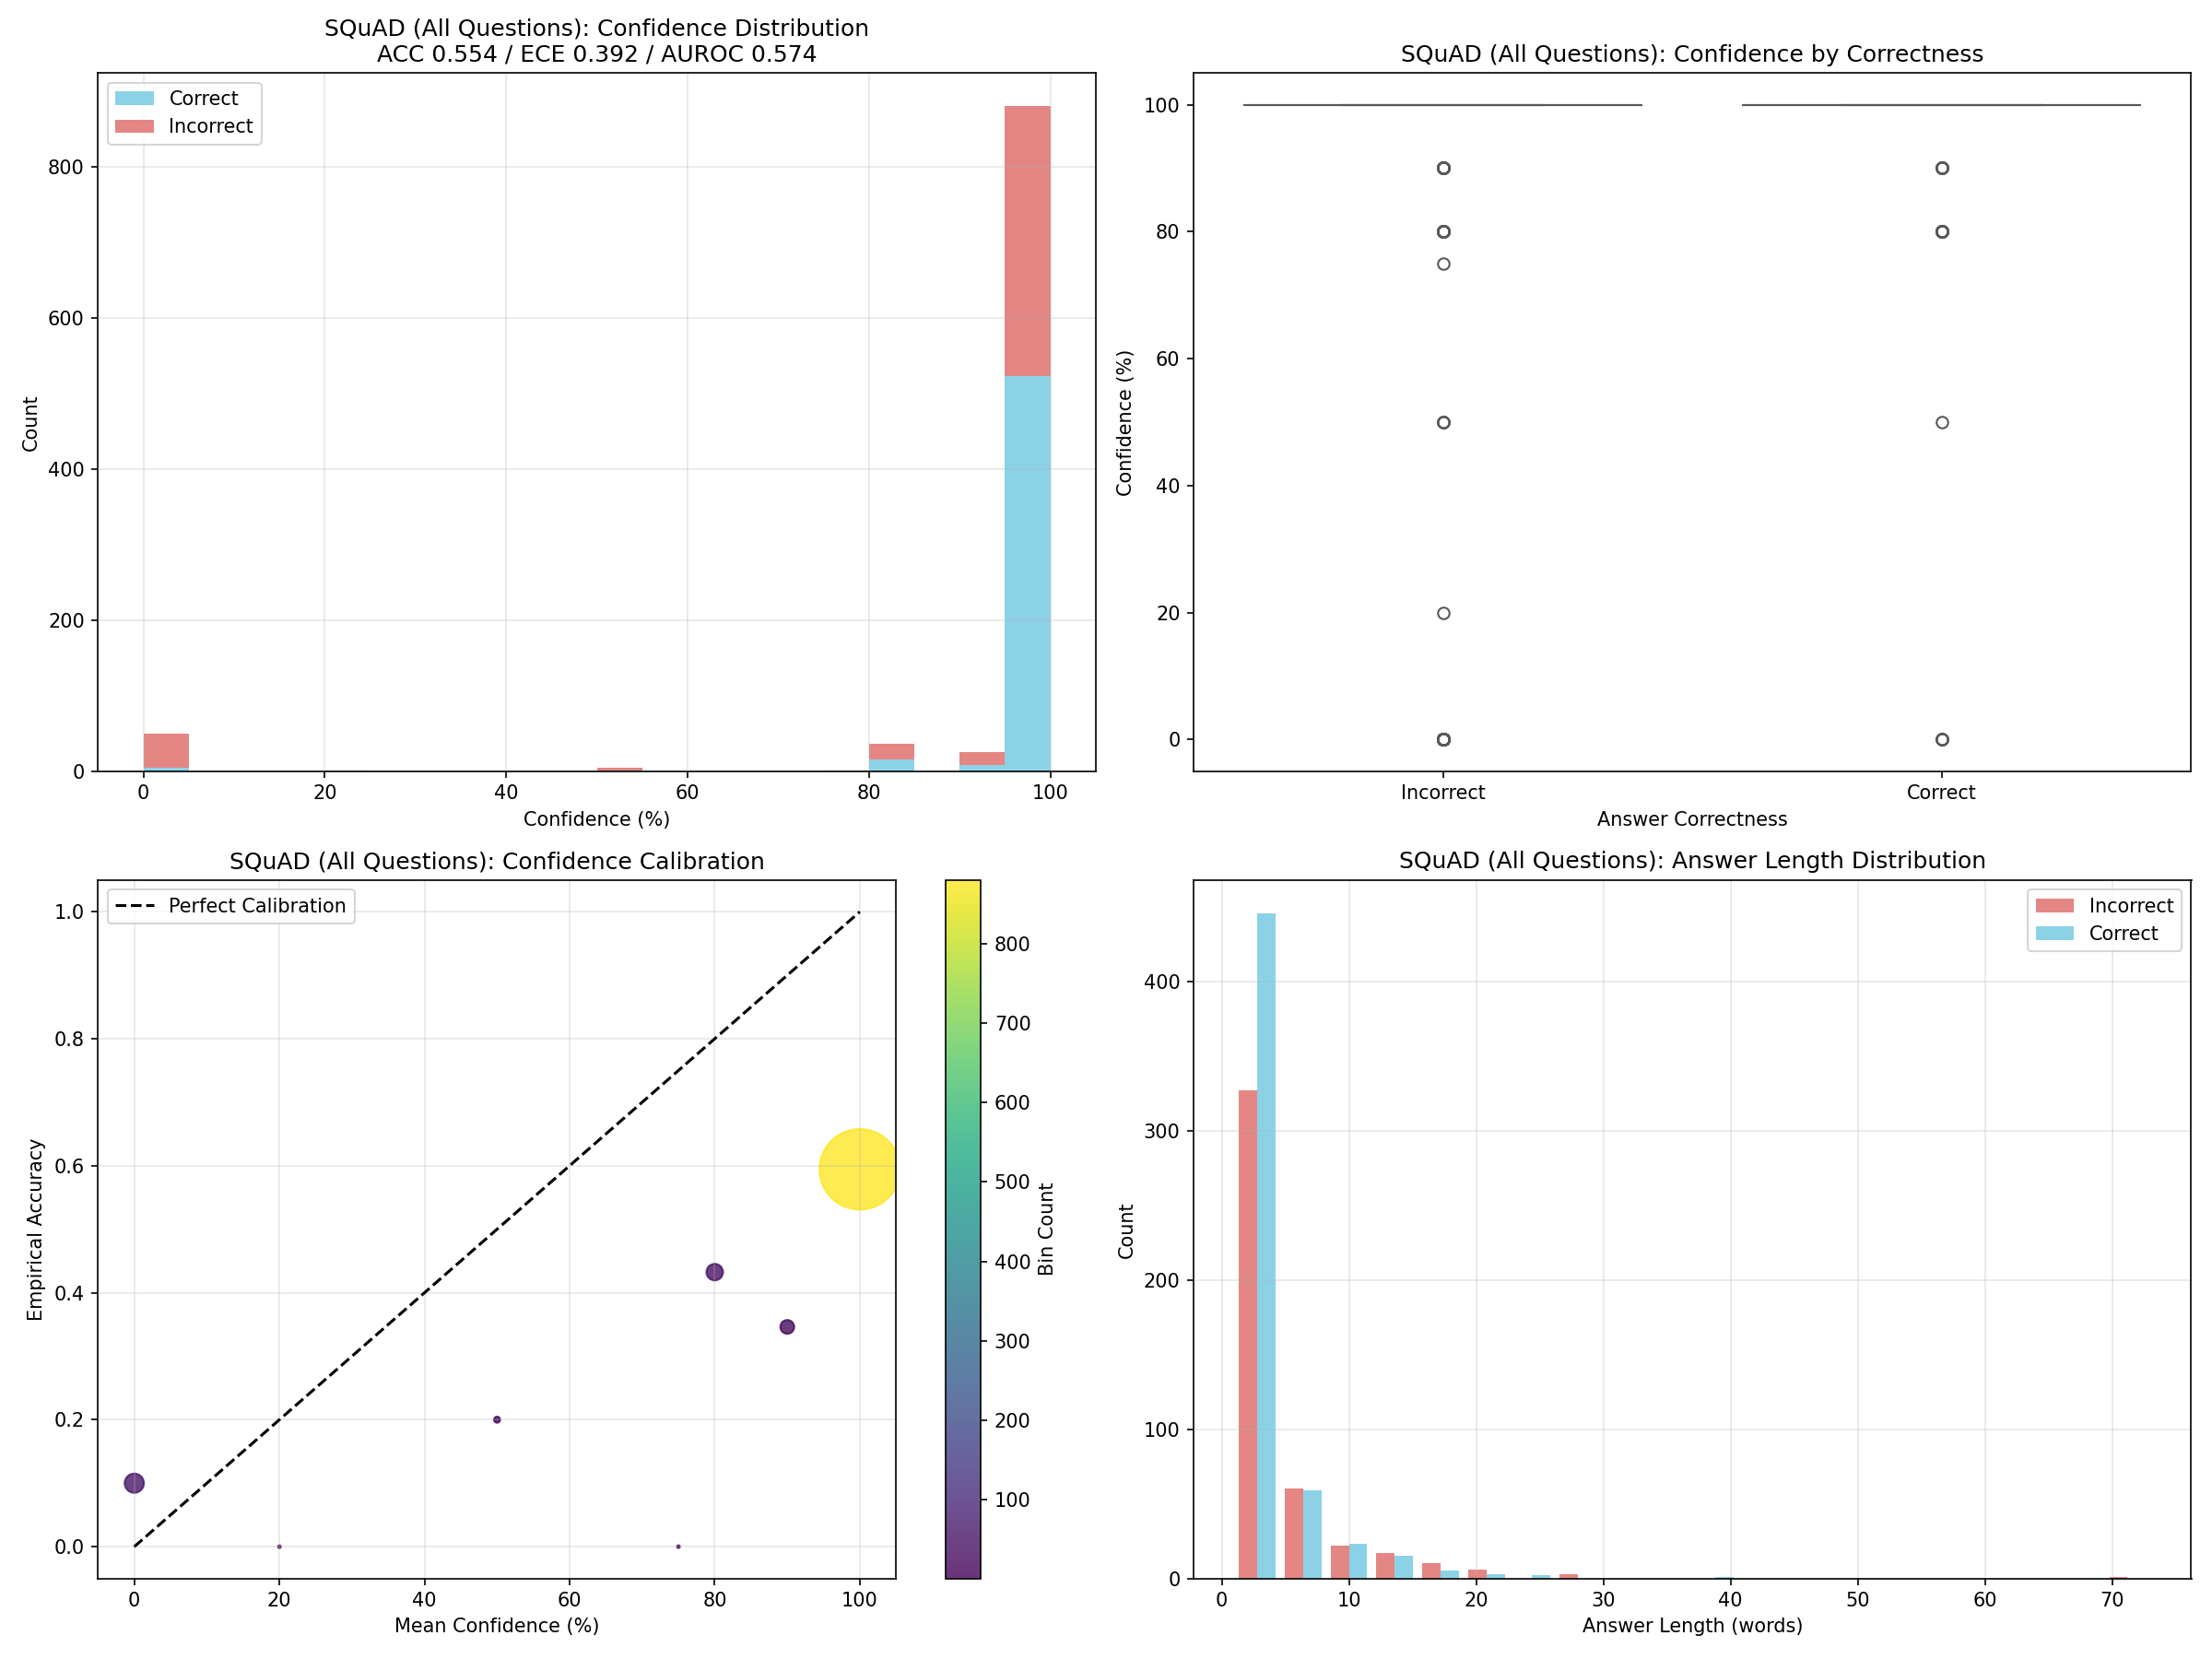 SQuAD (All Questions): Confidence Distribution
ACC 0.554 / ECE 0.392 / AUROC 0.574
Correct
Incorrect
800
600
400
200
0
Count
0 20 40 60 80 100
Confidence (%)
SQuAD (All Questions): Confidence by Correctness
100
80
60
40
20
0
Confidence (%)
Incorrect Correct
Answer Correctness
SQuAD (All Questions): Confidence Calibration
Perfect Calibration
1.0
0.8
0.6
0.4
0.2
0.0
Empirical Accuracy
0 20 40 60 80 100
Mean Confidence (%)
800
700
600
500
400
300
200
100
Bin Count
SQuAD (All Questions): Answer Length Distribution
Incorrect
Correct
400
300
200
100
0
Count
0 10 20 30 40 50 60 70
Answer Length (words)